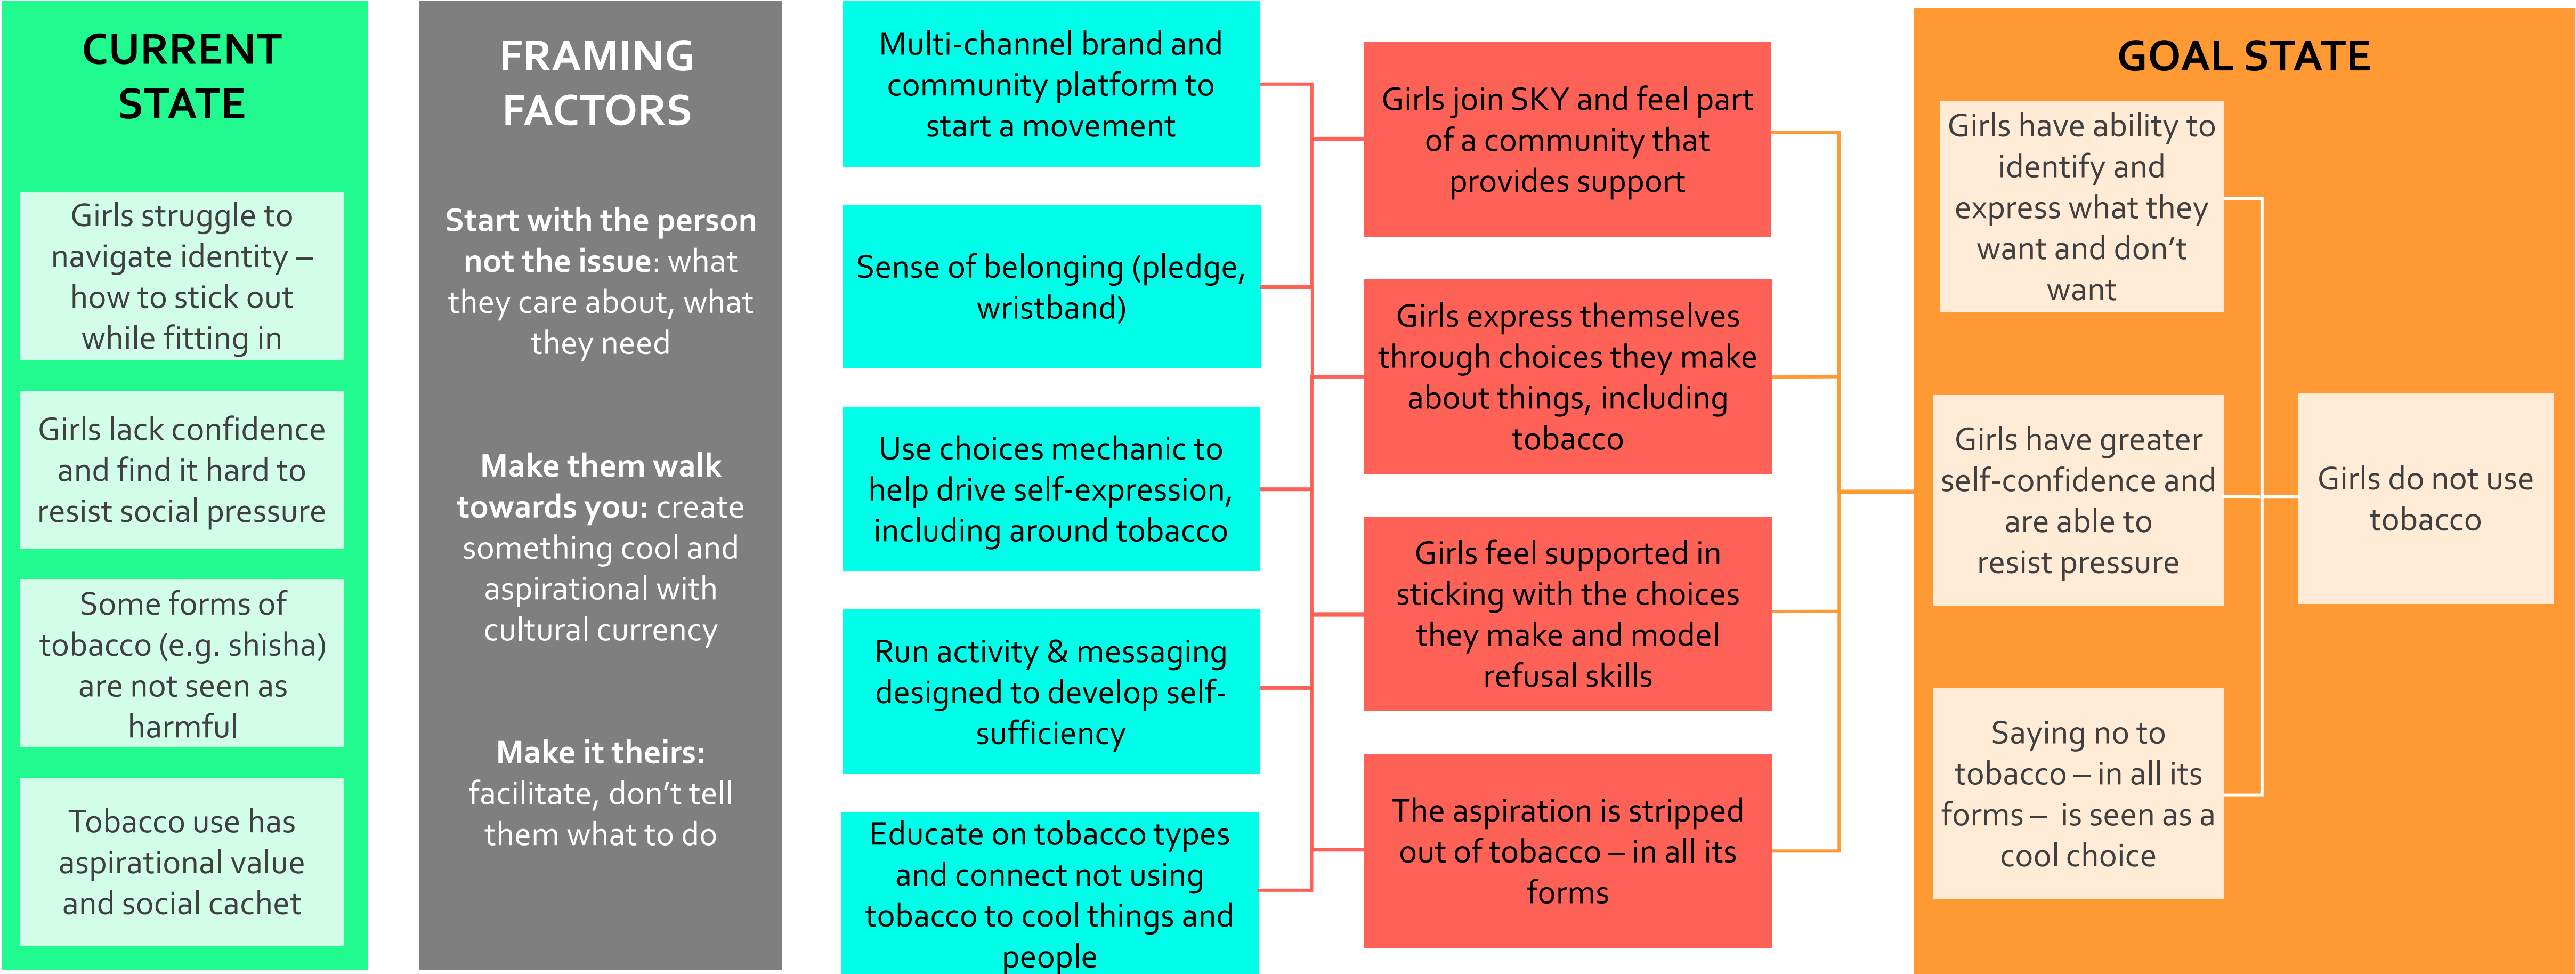 CURRENT
STATE
Girls struggle to
navigate identity –
how to stick out
while fitting in
Girls lack confidence
and find it hard to
resist social pressure
Some forms of
tobacco (e.g. shisha)
are not seen as
harmful
Tobacco use has
aspirational value
and social cachet
FRAMING
FACTORS
Start with the person
not the issue: what
they care about, what
they need
Make them walk
towards you: create
something cool and
aspirational with
cultural currency
Make it theirs:
facilitate, don’t tell
them what to do
Multi-channel brand and
community platform to
start a movement
Sense of belonging (pledge,
wristband)
Use choices mechanic to
help drive self-expression,
including around tobacco
Run activity & messaging
designed to develop self-
sufficiency
Educate on tobacco types
and connect not using
tobacco to cool things and
people
Girls join SKY and feel part
of a community that
provides support
Girls express themselves
through choices they make
about things, including
tobacco
Girls feel supported in
sticking with the choices
they make and model
refusal skills
The aspiration is stripped
out of tobacco – in all its
forms
GOAL STATE
Girls have ability to
identify and
express what they
want and don’t
want
Girls have greater
self-confidence and
are able to
resist pressure
Saying no to
tobacco – in all its
forms – is seen as a
cool choice
Girls do not use
tobacco